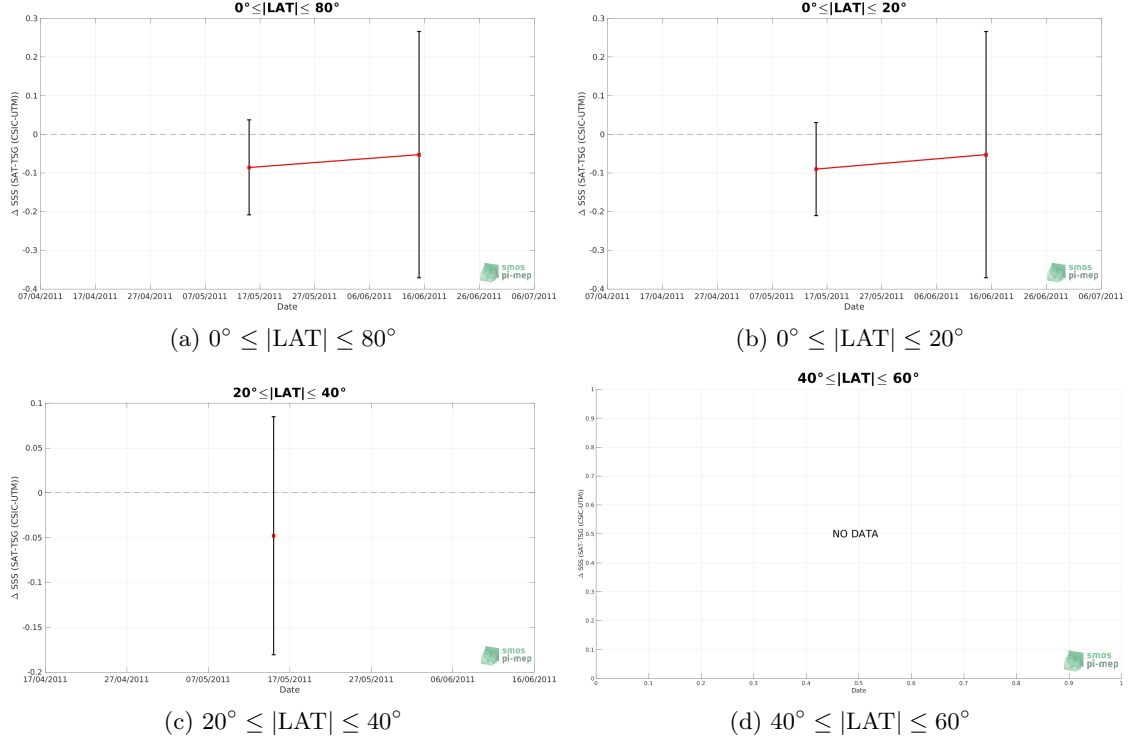 0°≤|LAT|≤ 80°
0.3
0.2
0.1
0
-0.1
-0.2
-0.3
-0.4
Δ SSS (SAT-TSG (CSIC-UTM))
07/04/2011 17/04/2011 27/04/2011 07/05/2011 17/05/2011 27/05/2011 06/06/2011 16/06/2011 26/06/2011 06/07/2011
Date
smos
pi-mep
(a) 0° ≤ |LAT| ≤ 80°
0°≤|LAT|≤ 20°
0.3
0.2
0.1
0
-0.1
-0.2
-0.3
-0.4
Δ SSS (SAT-TSG (CSIC-UTM))
07/04/2011 17/04/2011 27/04/2011 07/05/2011 17/05/2011 27/05/2011 06/06/2011 16/06/2011 26/06/2011 06/07/2011
Date
smos
pi-mep
(b) 0° ≤ |LAT| ≤ 20°
20°≤|LAT|≤ 40°
0.1
0.05
0
-0.05
-0.1
-0.15
-0.2
Δ SSS (SAT-TSG (CSIC-UTM))
17/04/2011 27/04/2011 07/05/2011 17/05/2011 27/05/2011 06/06/2011 16/06/2011
Date
smos
pi-mep
(c) 20° ≤ |LAT| ≤ 40°
40°≤|LAT|≤ 60°
1
0.9
0.8
0.7
0.6
0.5
0.4
0.3
0.2
0.1
0
Δ SSS (SAT-TSG (CSIC-UTM))
NO DATA
0 0.1 0.2 0.3 0.4 0.5 0.6 0.7 0.8 0.9 1
Date
smos
pi-mep
(d) 40° ≤ |LAT| ≤ 60°